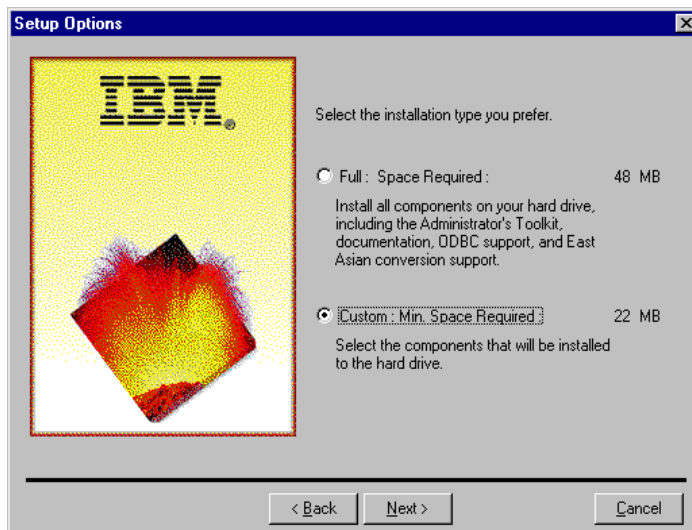 Setup Options
IBM®
Select the installation type you prefer.
Full : Space Required : 48 MB
Install all components on your hard drive,
including the Administrator's Toolkit,
documentation, ODBC support, and East
Asian conversion support.
Custom : Min. Space Required : 22 MB
Select the components that will be installed
to the hard drive.
< Back Next > Cancel